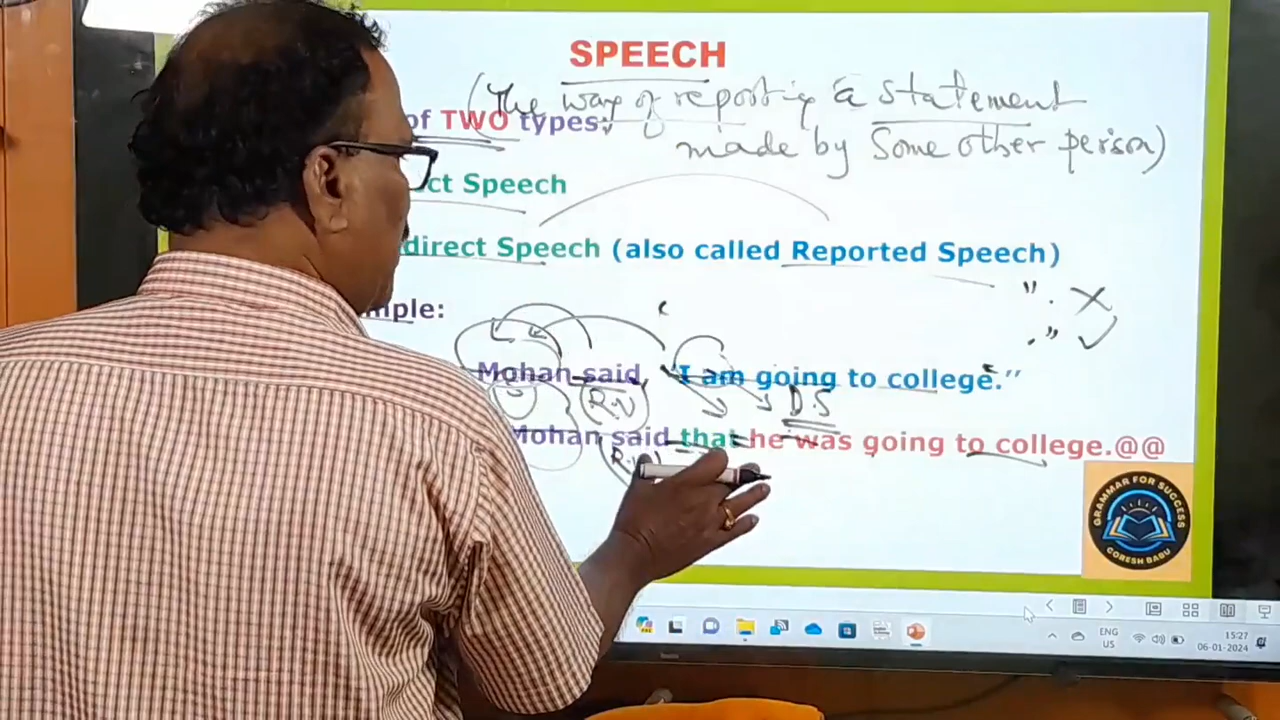 SPEECH
(The way of reporting a statement
of TWO types:
made by Some other person)
ct Speech
direct Speech (also called Reported Speech)
mple:
". X
." ✓
Mohan said, "I am going to college."
S
R.V
D.S
Mohan said that he was going to college.@@
R.V
GRAMMAR FOR SUCCESS
GORESH BABU
ENG
US
15:27
06-01-2024